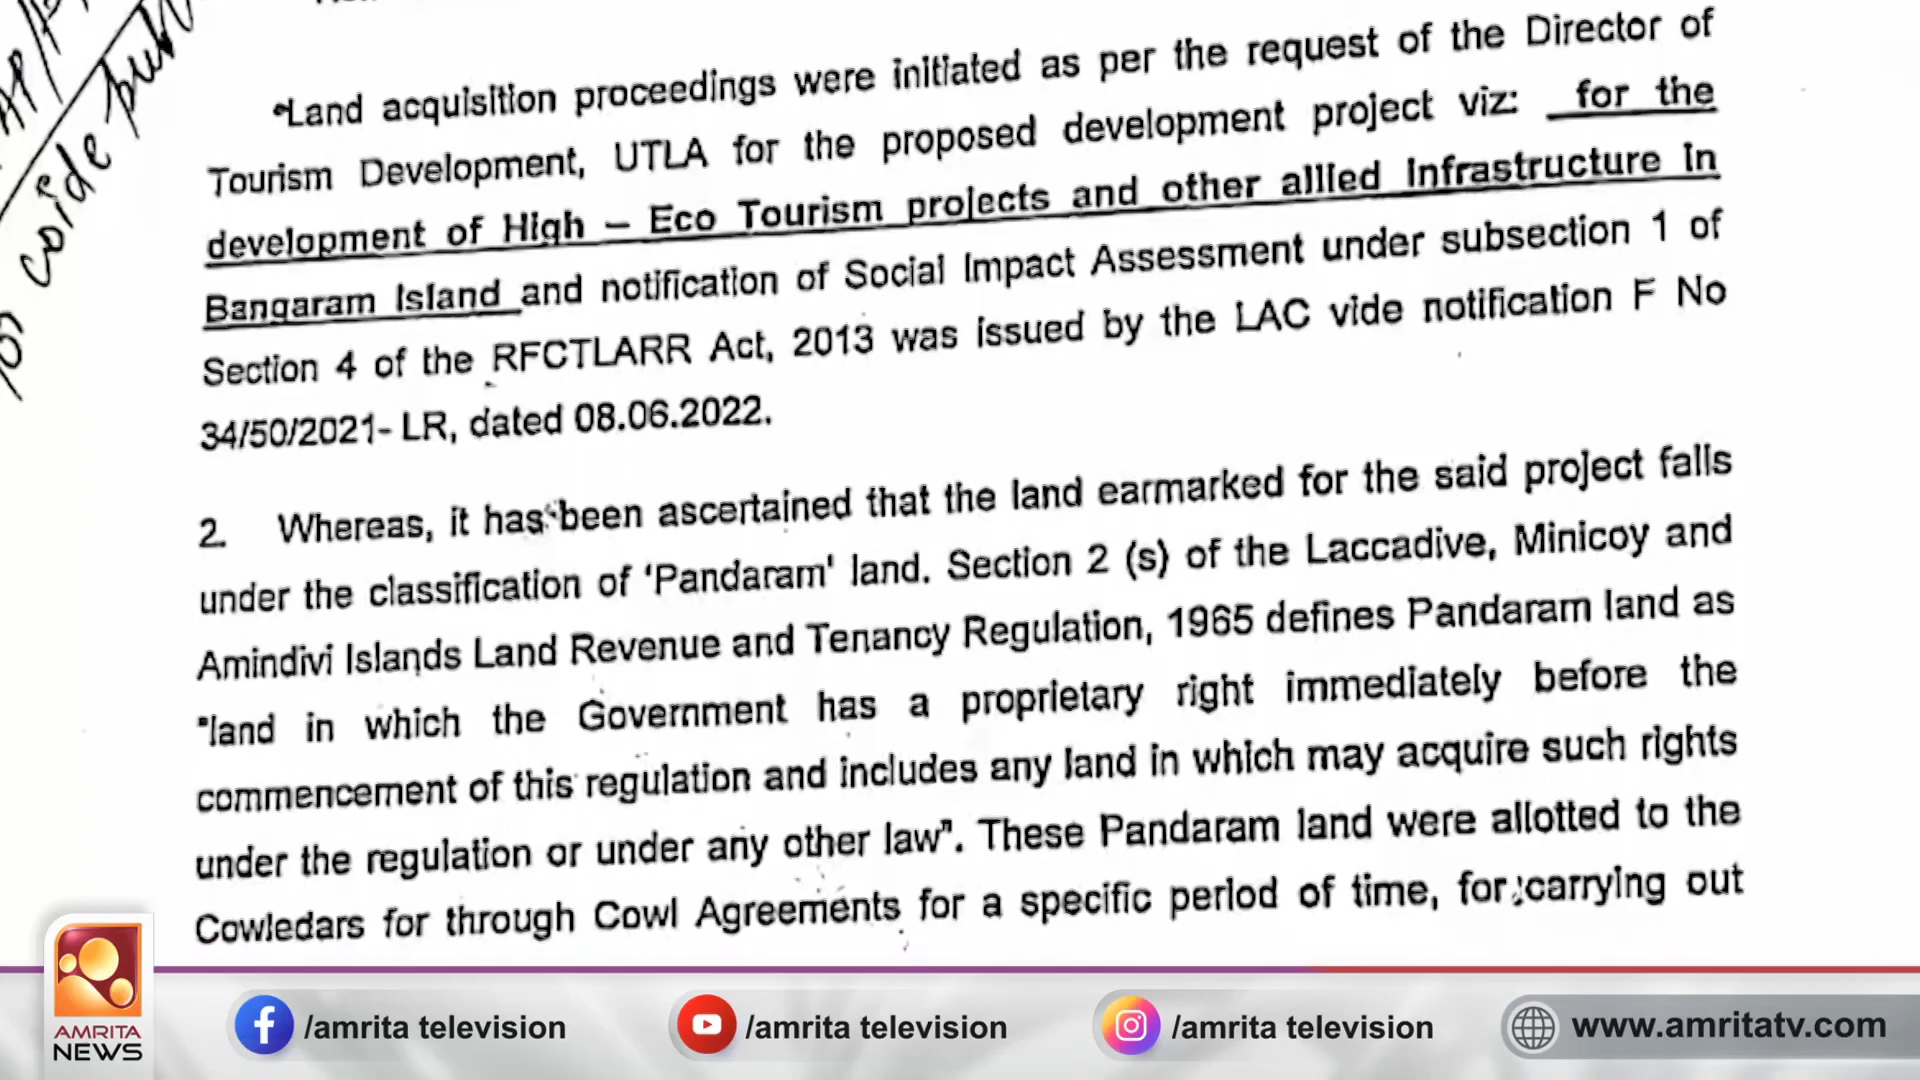 Land acquisition proceedings were initiated as per the request of the Director of
Tourism Development, UTLA for the proposed development project viz: for the
development of High – Eco Tourism projects and other allied Infrastructure in
Bangaram Island and notification of Social Impact Assessment under subsection 1 of
Section 4 of the RFCTLARR Act, 2013 was issued by the LAC vide notification F No
34/50/2021- LR, dated 08.06.2022.
2. Whereas, it has been ascertained that the land earmarked for the said project falls
under the classification of 'Pandaram' land. Section 2 (s) of the Laccadive, Minicoy and
Amindivi Islands Land Revenue and Tenancy Regulation, 1965 defines Pandaram land as
"land in which the Government has a proprietary right immediately before the
commencement of this regulation and includes any land in which may acquire such rights
under the regulation or under any other law". These Pandaram land were allotted to the
Cowledars for through Cowl Agreements for a specific period of time, for carrying out
AMRITA
NEWS
/amrita television
/amrita television
/amrita television
www.amritatv.com